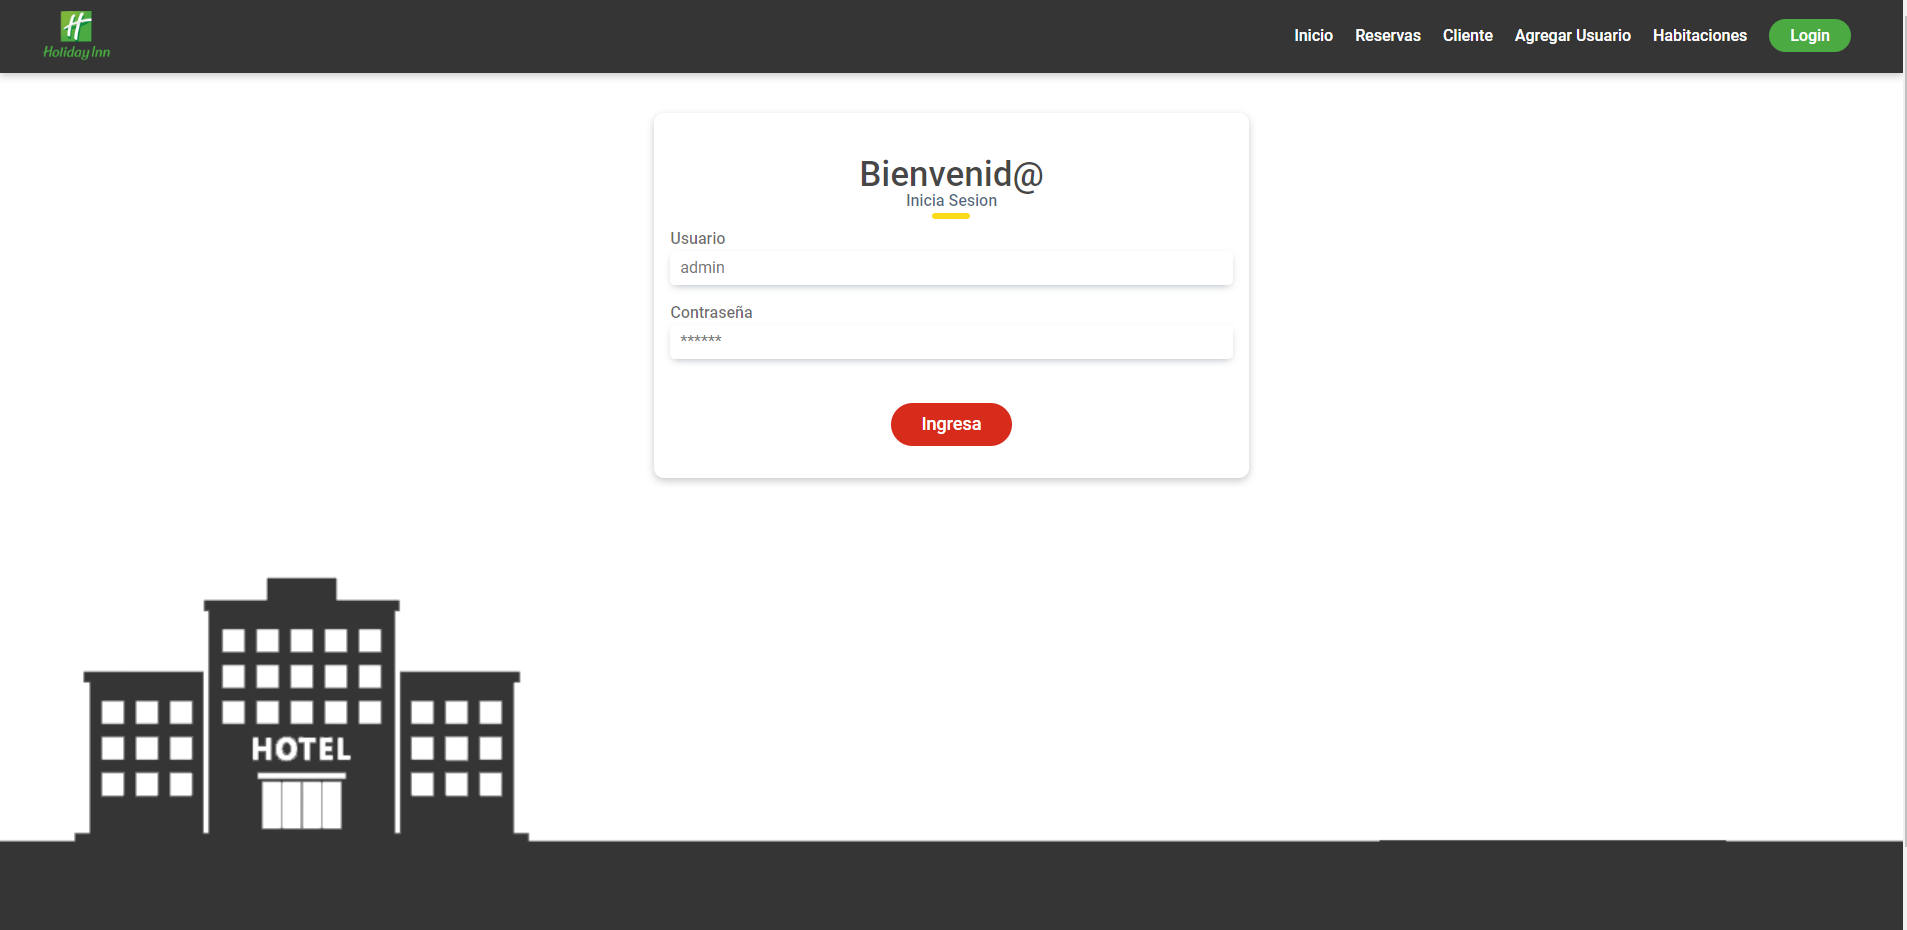 Holiday Inn
Inicio Reservas Cliente Agregar Usuario Habitaciones Login
Bienvenid@
Inicia Sesion
Usuario
admin
Contraseña
******
Ingresa
HOTEL